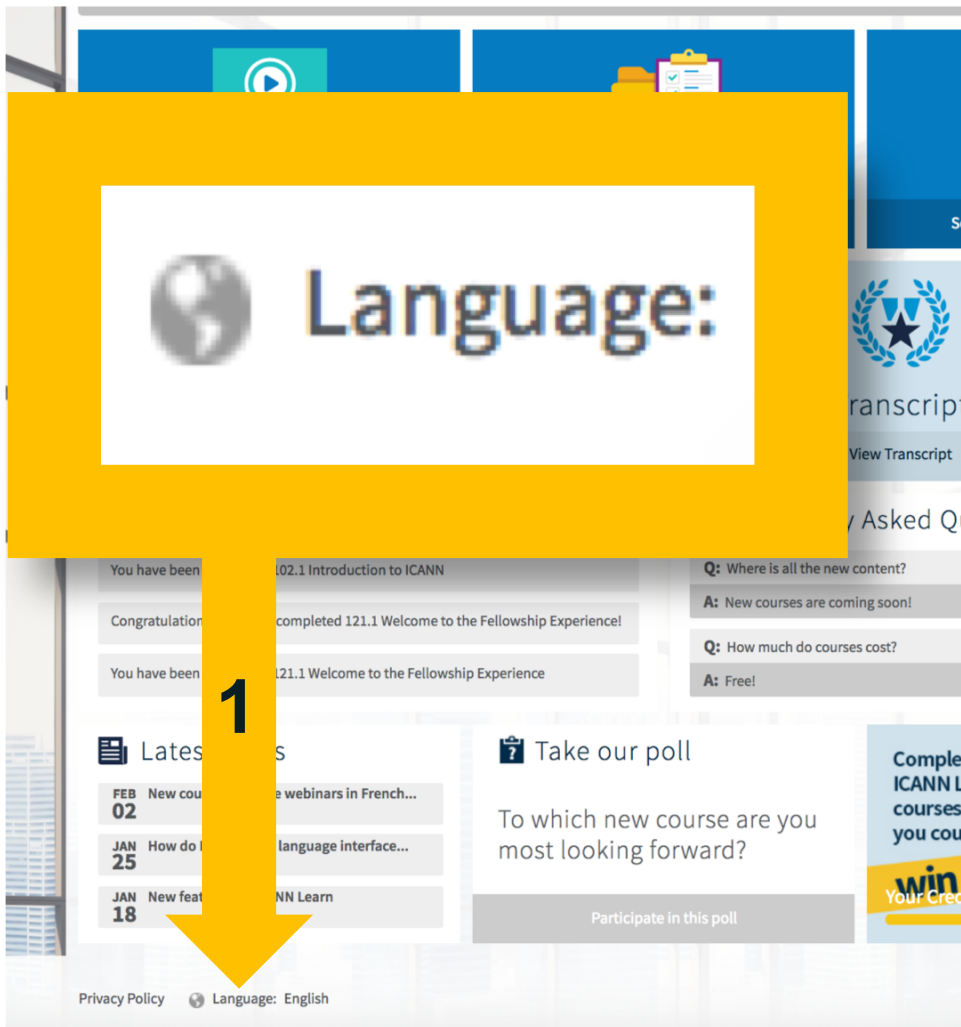 Language:
ranscrip
View Transcript
Asked Qu
You have been 02.1 Introduction to ICANN
Q: Where is all the new content?
A: New courses are coming soon!
Congratulation completed 121.1 Welcome to the Fellowship Experience!
Q: How much do courses cost?
You have been 121.1 Welcome to the Fellowship Experience
A: Free!
1
Lates s
Take our poll
FEB 02 New cou e webinars in French...
JAN 25 How do language interface...
JAN 18 New feat NN Learn
To which new course are you
most looking forward?
Participate in this poll
Comple
ICANN L
courses
you cou
win
Your Cred
Privacy Policy Language: English